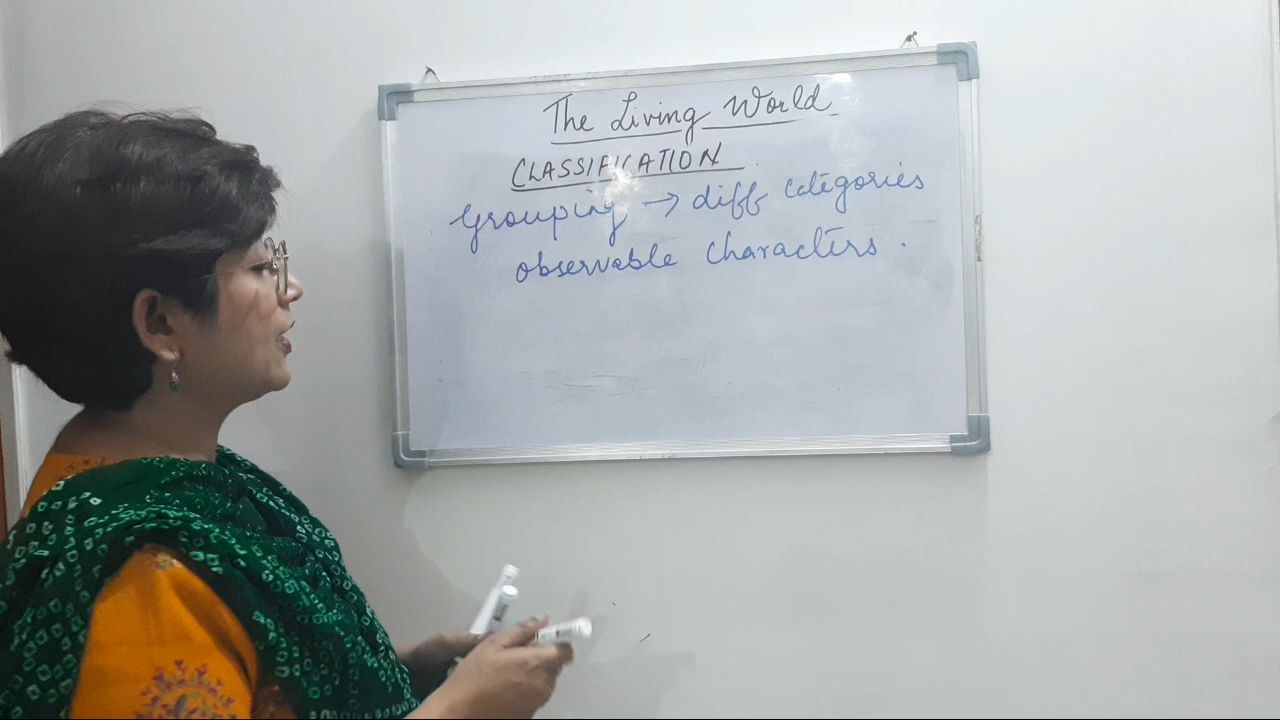 The Living World
CLASSIFICATION
Grouping → diff categories
observable characters.